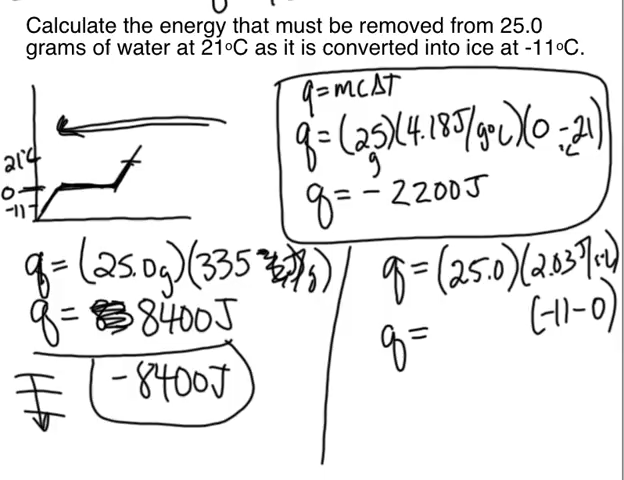 Calculate the energy that must be removed from 25.0
grams of water at 21°C as it is converted into ice at -11°C.
q=mCΔT
q=(25g)(4.18J/g°C)(0-21)
°C
q=-2200J
21°C
0
-11
q=(25.0g)(335 J/g)
q= 8400J
-8400J
q=(25.0)(2.03J/g°C)
(-11-0)
q=